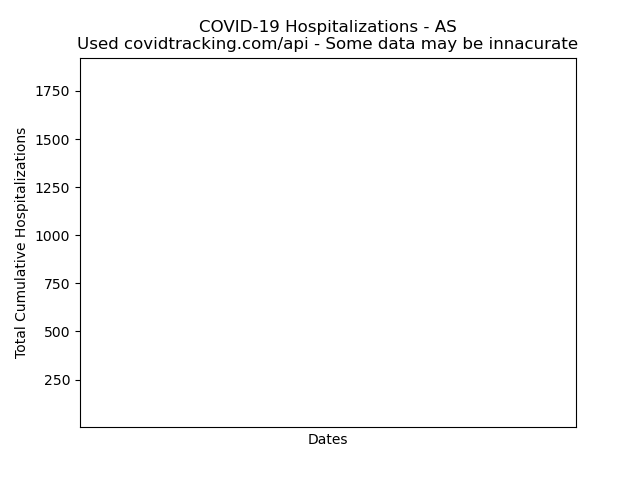 COVID-19 Hospitalizations - AS
Used covidtracking.com/api - Some data may be innacurate
1750
1500
1250
1000
750
500
250
Total Cumulative Hospitalizations
Dates